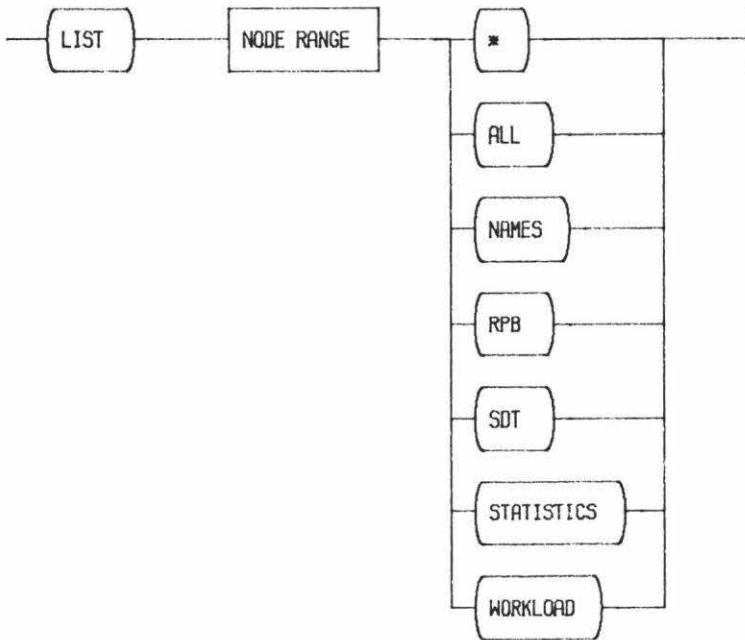 LIST
NODE RANGE
*
ALL
NAMES
RPB
SDT
STATISTICS
WORKLOAD